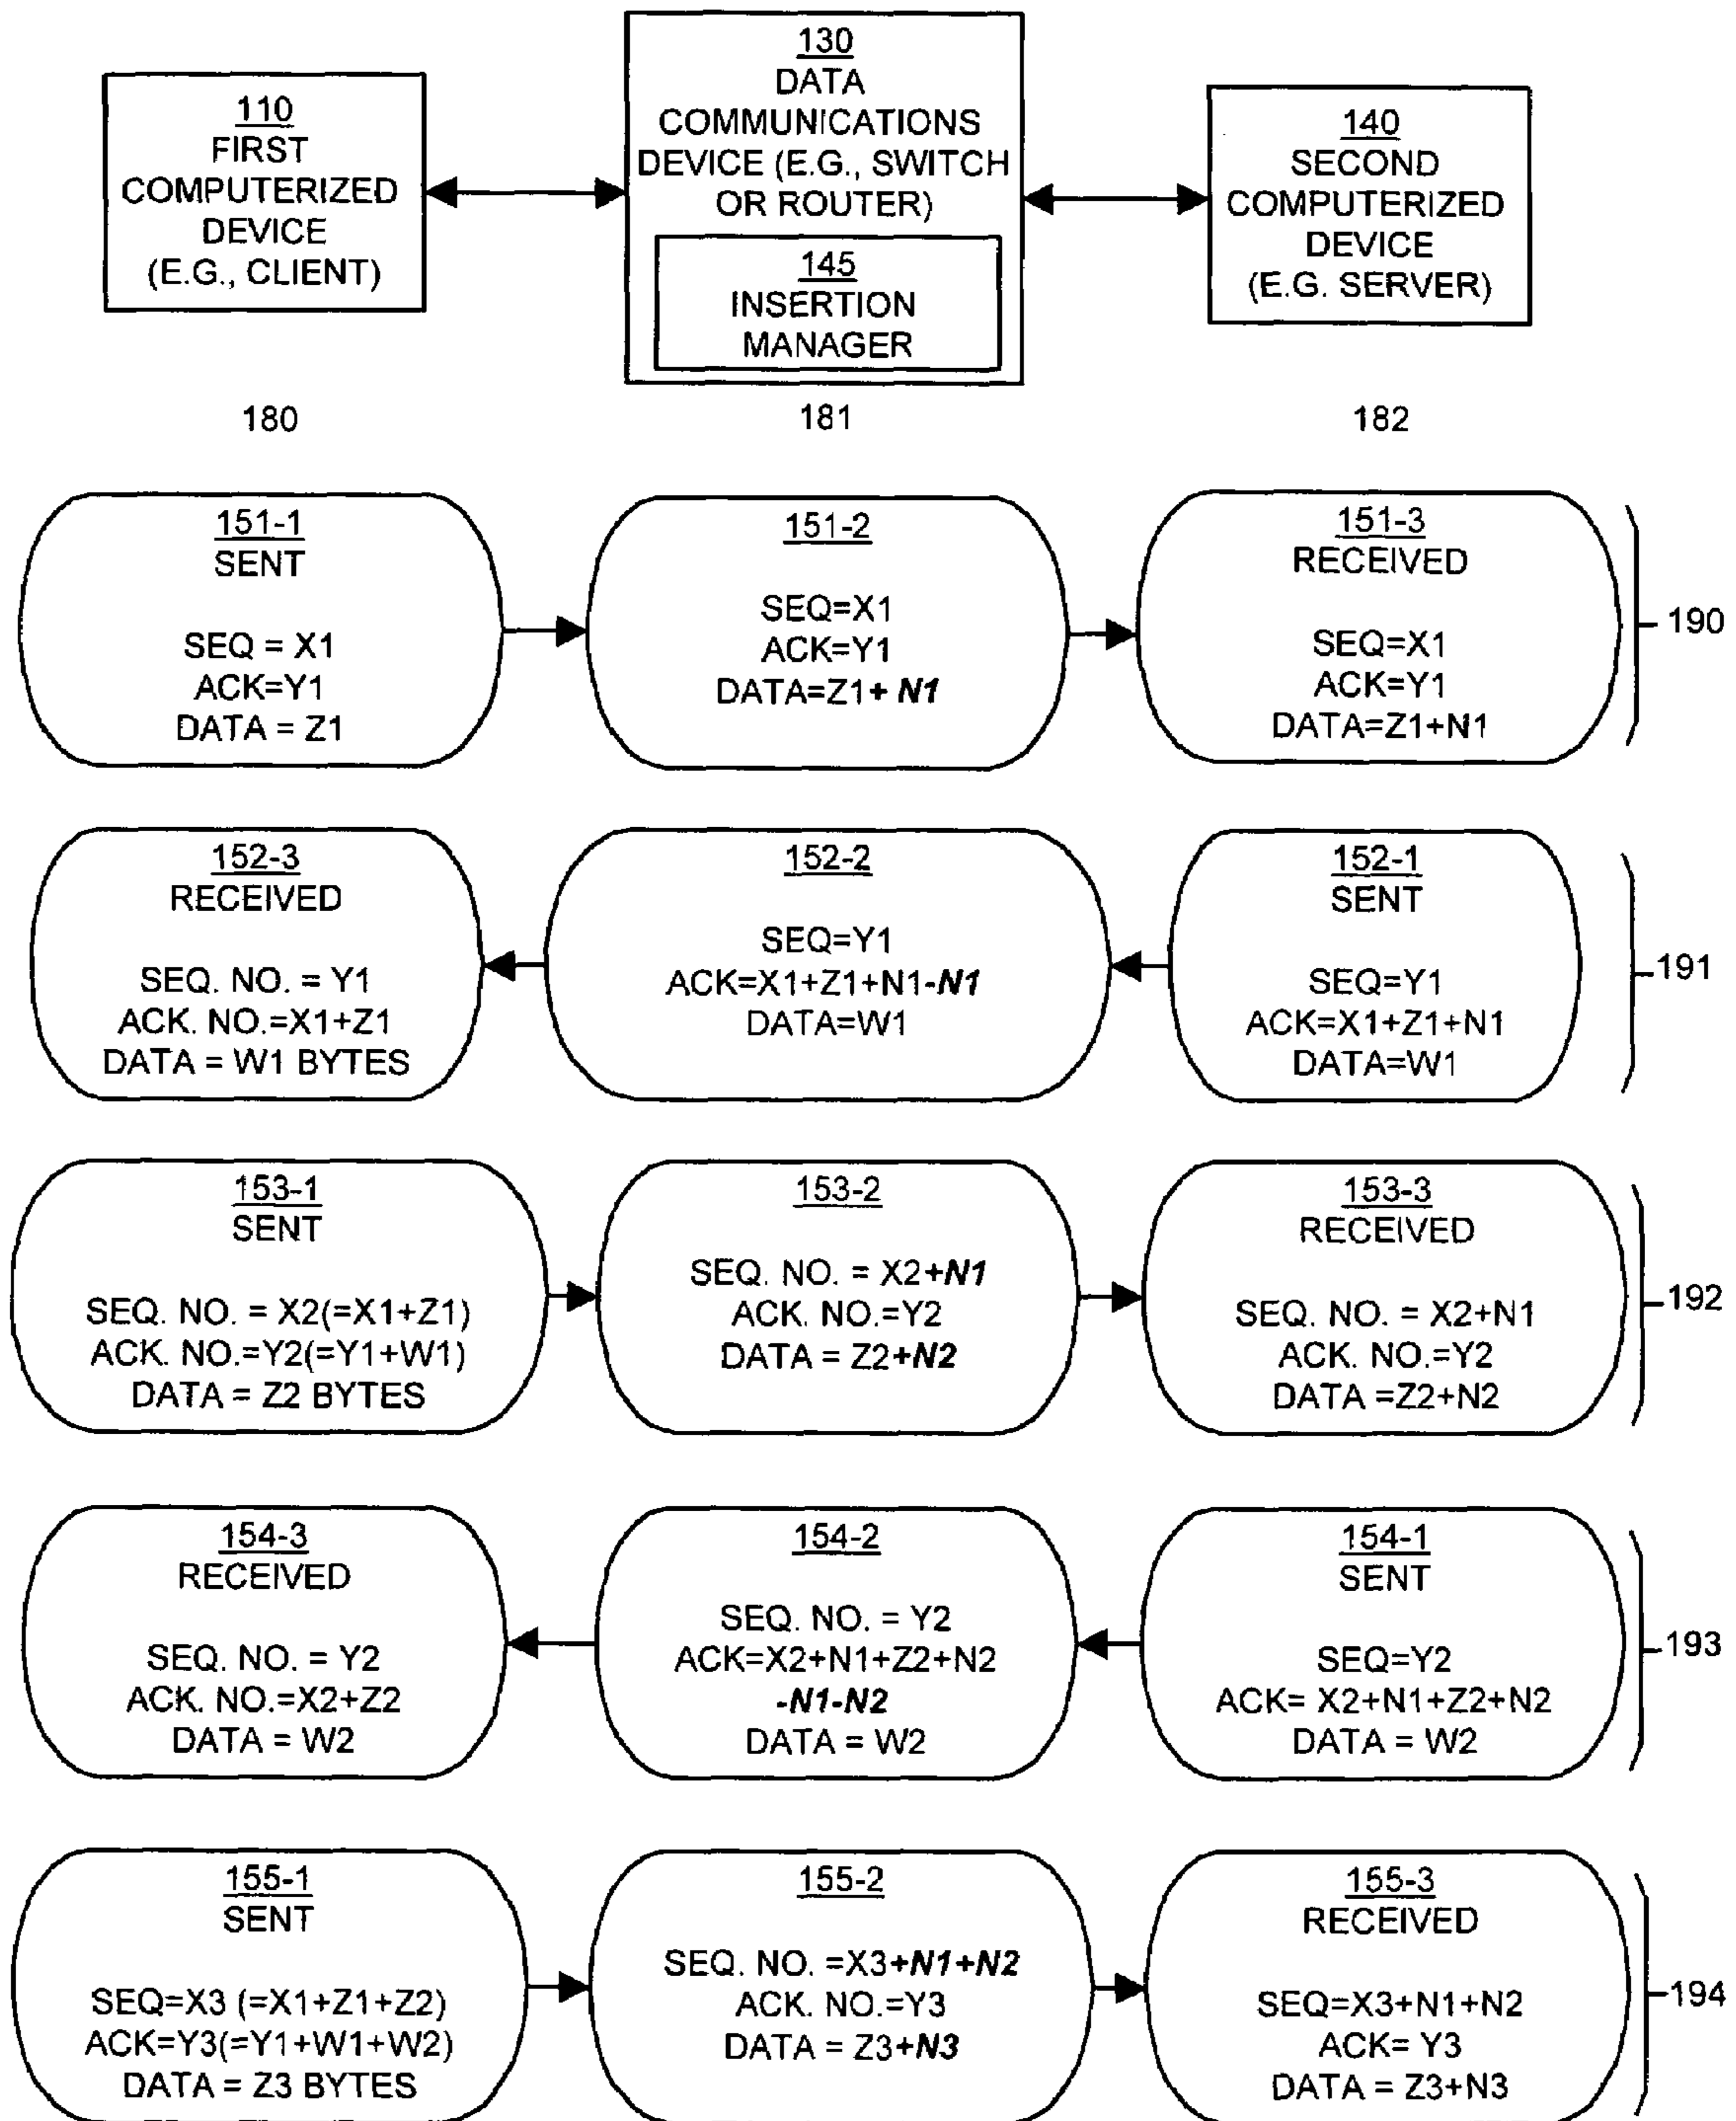 110
FIRST
COMPUTERIZED
DEVICE
(E.G., CLIENT)
130
DATA
COMMUNICATIONS
DEVICE (E.G., SWITCH
OR ROUTER)
145
INSERTION
MANAGER
140
SECOND
COMPUTERIZED
DEVICE
(E.G. SERVER)
180
181
182
151-1
SENT
SEQ = X1
ACK=Y1
DATA = Z1
151-2
SEQ=X1
ACK=Y1
DATA=Z1+ N1
151-3
RECEIVED
SEQ=X1
ACK=Y1
DATA=Z1+N1
190
152-3
RECEIVED
SEQ. NO. = Y1
ACK. NO.=X1+Z1
DATA = W1 BYTES
152-2
SEQ=Y1
ACK=X1+Z1+N1-N1
DATA=W1
152-1
SENT
SEQ=Y1
ACK=X1+Z1+N1
DATA=W1
191
153-1
SENT
SEQ. NO. = X2(=X1+Z1)
ACK. NO.=Y2(=Y1+W1)
DATA = Z2 BYTES
153-2
SEQ. NO. = X2+N1
ACK. NO.=Y2
DATA = Z2+N2
153-3
RECEIVED
SEQ. NO. = X2+N1
ACK. NO.=Y2
DATA =Z2+N2
192
154-3
RECEIVED
SEQ. NO. = Y2
ACK. NO.=X2+Z2
DATA = W2
154-2
SEQ. NO. = Y2
ACK=X2+N1+Z2+N2
-N1-N2
DATA = W2
154-1
SENT
SEQ=Y2
ACK= X2+N1+Z2+N2
DATA = W2
193
155-1
SENT
SEQ=X3 (=X1+Z1+Z2)
ACK=Y3(=Y1+W1+W2)
DATA = Z3 BYTES
155-2
SEQ. NO. =X3+N1+N2
ACK. NO.=Y3
DATA = Z3+N3
155-3
RECEIVED
SEQ=X3+N1+N2
ACK= Y3
DATA = Z3+N3
194